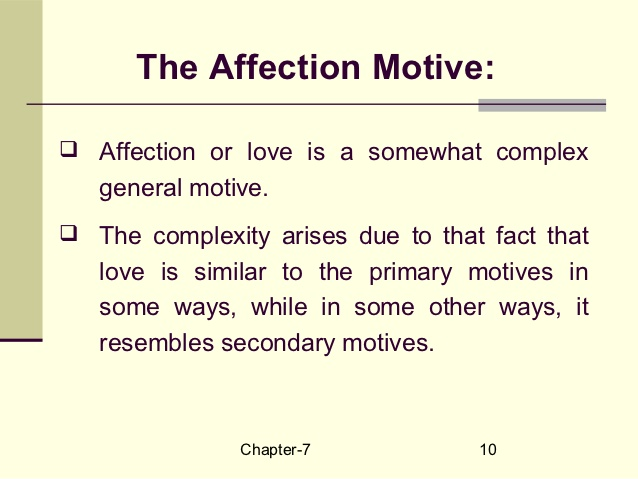 The Affection Motive:
❑ Affection or love is a somewhat complex
general motive.
❑ The complexity arises due to that fact that
love is similar to the primary motives in
some ways, while in some other ways, it
resembles secondary motives.
Chapter-7 10